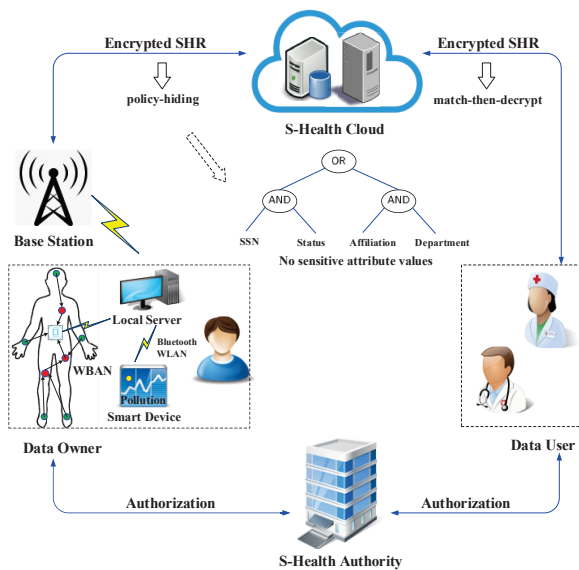 Encrypted SHR
Encrypted SHR
policy-hiding
match-then-decrypt
S-Health Cloud
OR
AND
AND
SSN
Status
Affiliation
Department
No sensitive attribute values
Base Station
Local Server
Bluetooth
WLAN
WBAN
Pollution
Smart Device
Data Owner
Data User
Authorization
Authorization
S-Health Authority